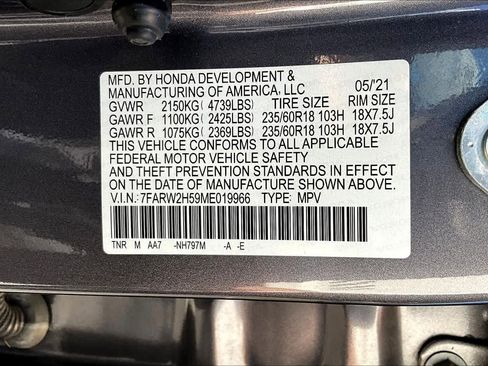 MFD. BY HONDA DEVELOPMENT & 05/'21
MANUFACTURING OF AMERICA, LLC
GVWR 2150KG( 4739LBS) TIRE SIZE RIM SIZE
GAWR F 1100KG( 2425LBS) 235/60R18 103H 18X7.5J
GAWR R 1075KG( 2369LBS) 235/60R18 103H 18X7.5J
THIS VEHICLE CONFORMS TO ALL APPLICABLE
FEDERAL MOTOR VEHICLE SAFETY
AND THEFT PREVENTION STANDARDS IN EFFECT
ON THE DATE OF MANUFACTURE SHOWN ABOVE.
V.I.N.: 7FARW2H59ME019966 TYPE: MPV
TNR M AA7 -NH797M -A -E